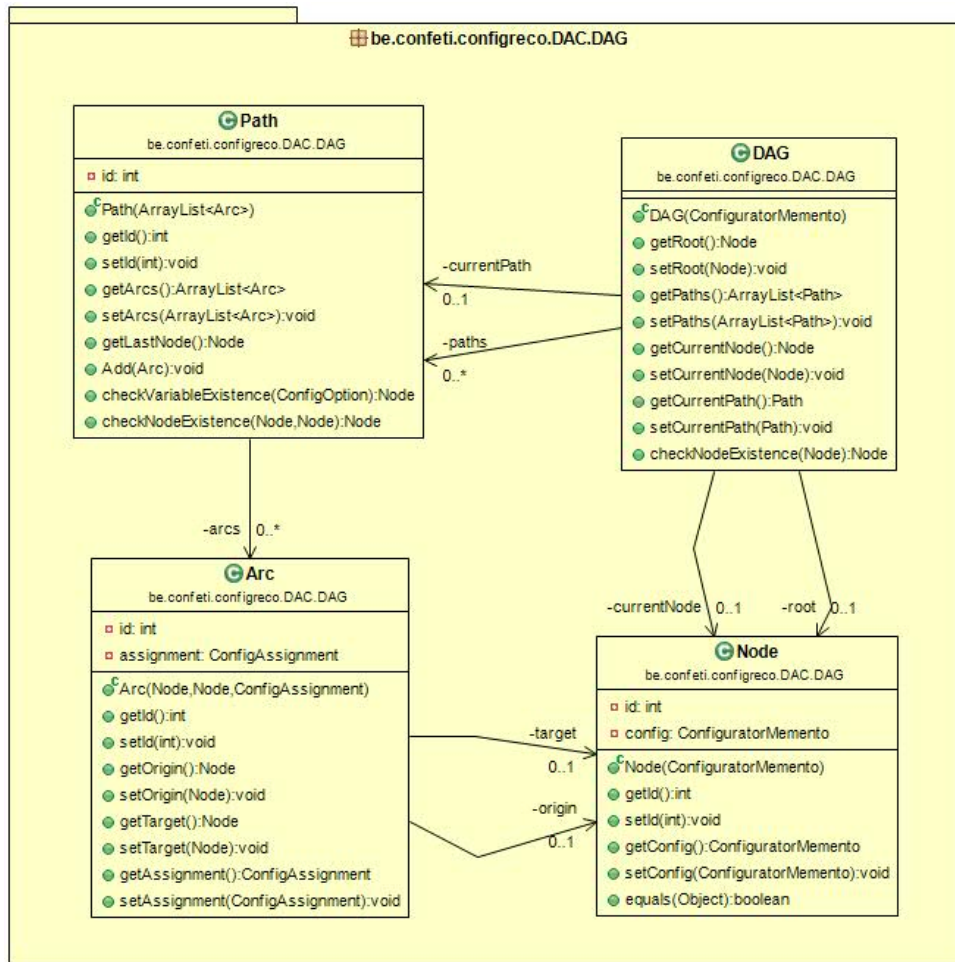 be.confeti.configreco.DAC.DAG
Path
be.confeti.configreco.DAC.DAG
id: int
Path(ArrayList<Arc>)
getId():int
setId(int):void
getArcs():ArrayList<Arc>
setArcs(ArrayList<Arc>):void
getLastNode():Node
Add(Arc):void
checkVariableExistence(ConfigOption):Node
checkNodeExistence(Node,Node):Node
DAG
be.confeti.configreco.DAC.DAG
DAG(ConfiguratorMemento)
getRoot():Node
setRoot(Node):void
getPaths():ArrayList<Path>
setPaths(ArrayList<Path>):void
getCurrentNode():Node
setCurrentNode(Node):void
getCurrentPath():Path
setCurrentPath(Path):void
checkNodeExistence(Node):Node
-currentPath
0..1
-paths
0..*
-arcs 0..*
Arc
be.confeti.configreco.DAC.DAG
id: int
assignment: ConfigAssignment
Arc(Node,Node,ConfigAssignment)
getId():int
setId(int):void
getOrigin():Node
setOrigin(Node):void
getTarget():Node
setTarget(Node):void
getAssignment():ConfigAssignment
setAssignment(ConfigAssignment):void
-currentNode 0..1
-root 0..1
-target
0..1
-origin
0..1
Node
be.confeti.configreco.DAC.DAG
id: int
config: ConfiguratorMemento
Node(ConfiguratorMemento)
getId():int
setId(int):void
getConfig():ConfiguratorMemento
setConfig(ConfiguratorMemento):void
equals(Object):boolean